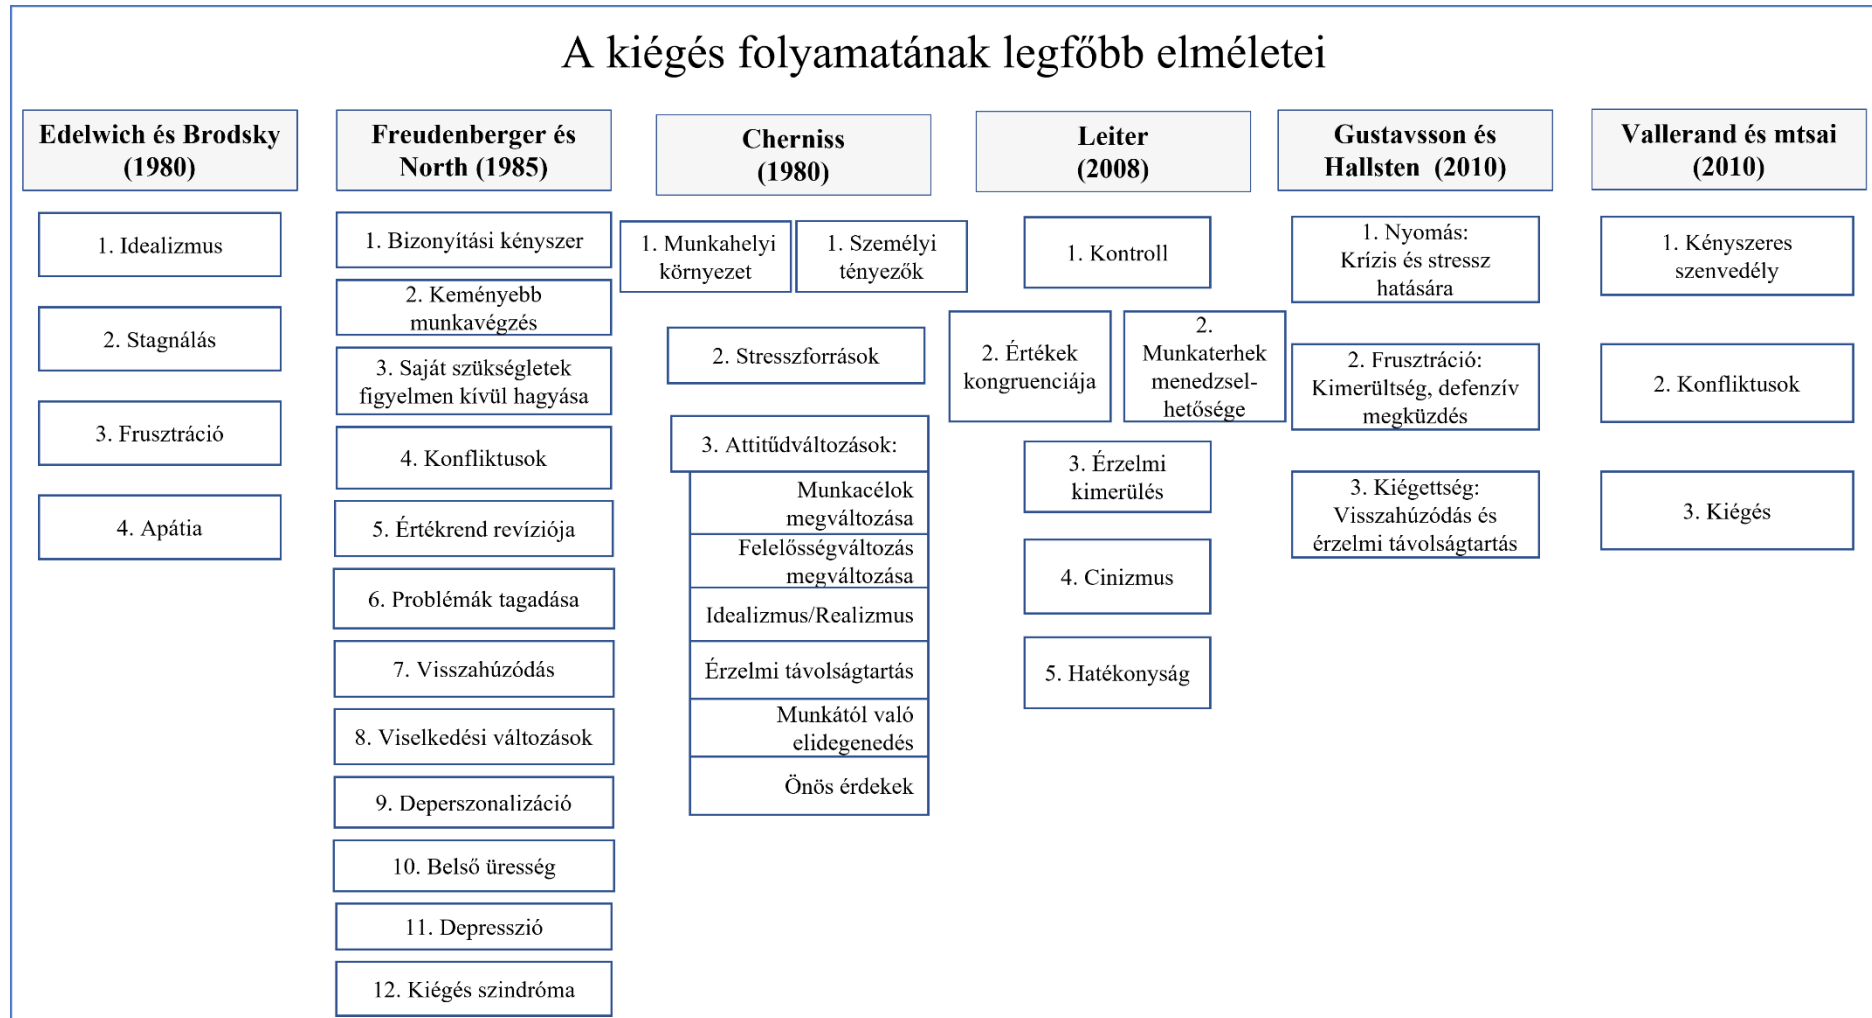 A kiégés folyamatának legfőbb elméletei
Edelwich és Brodsky
(1980)
1. Idealizmus
2. Stagnálás
3. Frusztráció
4. Apátia
Freudenberger és
North (1985)
1. Bizonyítási kényszer
2. Keményebb
munkavégzés
3. Saját szükségletek
figyelmen kívül hagyása
4. Konfliktusok
5. Értékrend revíziója
6. Problémák tagadása
7. Visszahúzódás
8. Viselkedési változások
9. Deperszonalizáció
10. Belső üresség
11. Depresszió
12. Kiégés szindróma
Cherniss
(1980)
1. Munkahelyi
környezet
1. Személyi
tényezők
2. Stresszforrások
3. Attitűdváltozások:
Munkacélok
megváltozása
Felelősségváltozás
megváltozása
Idealizmus/Realizmus
Érzelmi távolságtartás
Munkától való
elidegenedés
Önös érdekek
Leiter
(2008)
1. Kontroll
2. Értékek
kongruenciája
2.
Munkaterhek
menedzsel-
hetősége
3. Érzelmi
kimerülés
4. Cinizmus
5. Hatékonyság
Gustavsson és
Hallsten (2010)
1. Nyomás:
Krízis és stressz
hatására
2. Frusztráció:
Kimerültség, defenzív
megküzdés
3. Kiégettség:
Visszahúzódás és
érzelmi távolságtartás
Vallerand és mtsai
(2010)
1. Kényszeres
szenvedély
2. Konfliktusok
3. Kiégés